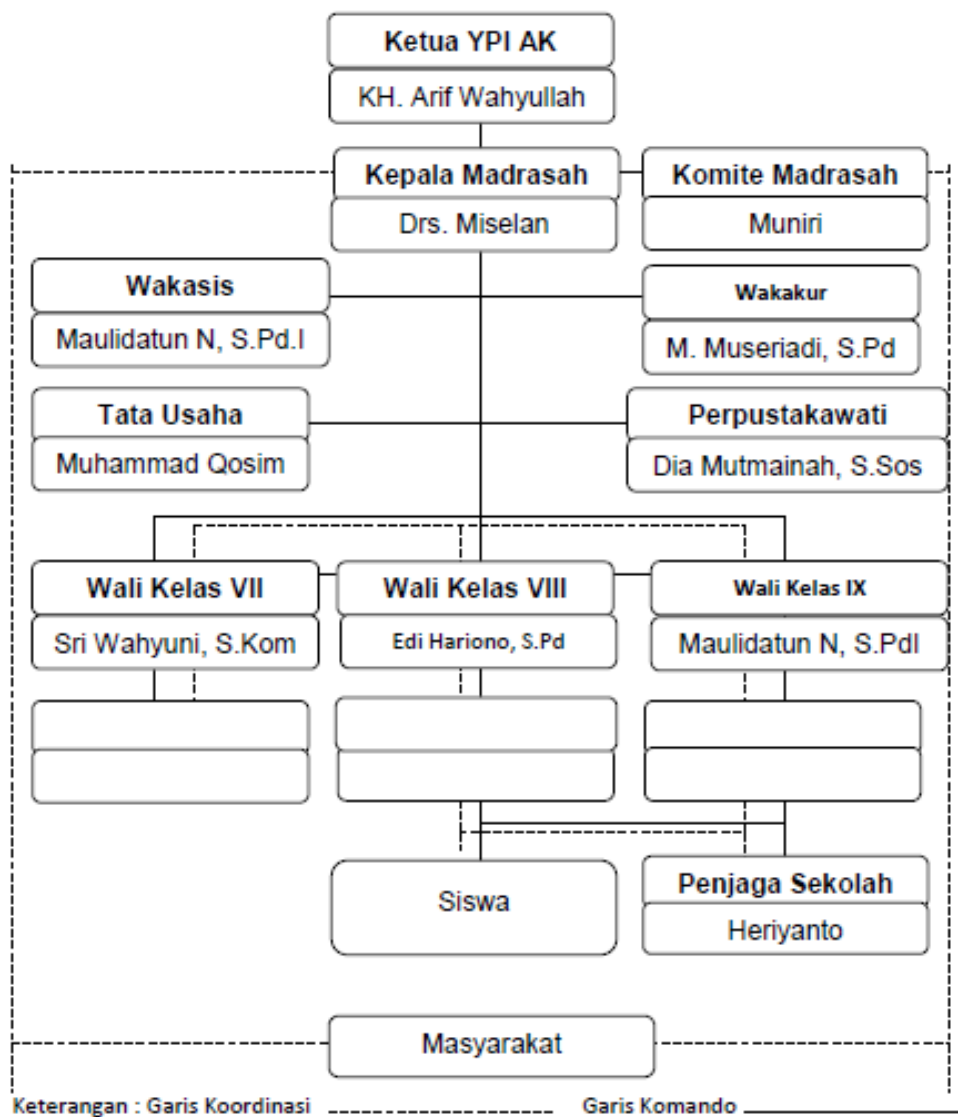 Ketua YPI AK
KH. Arif Wahyullah
Kepala Madrasah
Drs. Miselan
Komite Madrasah
Muniri
Wakasis
Maulidatun N, S.Pd.I
Wakakur
M. Museriadi, S.Pd
Tata Usaha
Muhammad Qosim
Perpustakawati
Dia Mutmainah, S.Sos
Wali Kelas VII
Sri Wahyuni, S.Kom
Wali Kelas VIII
Edi Hariono, S.Pd
Wali Kelas IX
Maulidatun N, S.PdI
Siswa
Penjaga Sekolah
Heriyanto
Masyarakat
Keterangan : Garis Koordinasi Garis Komando